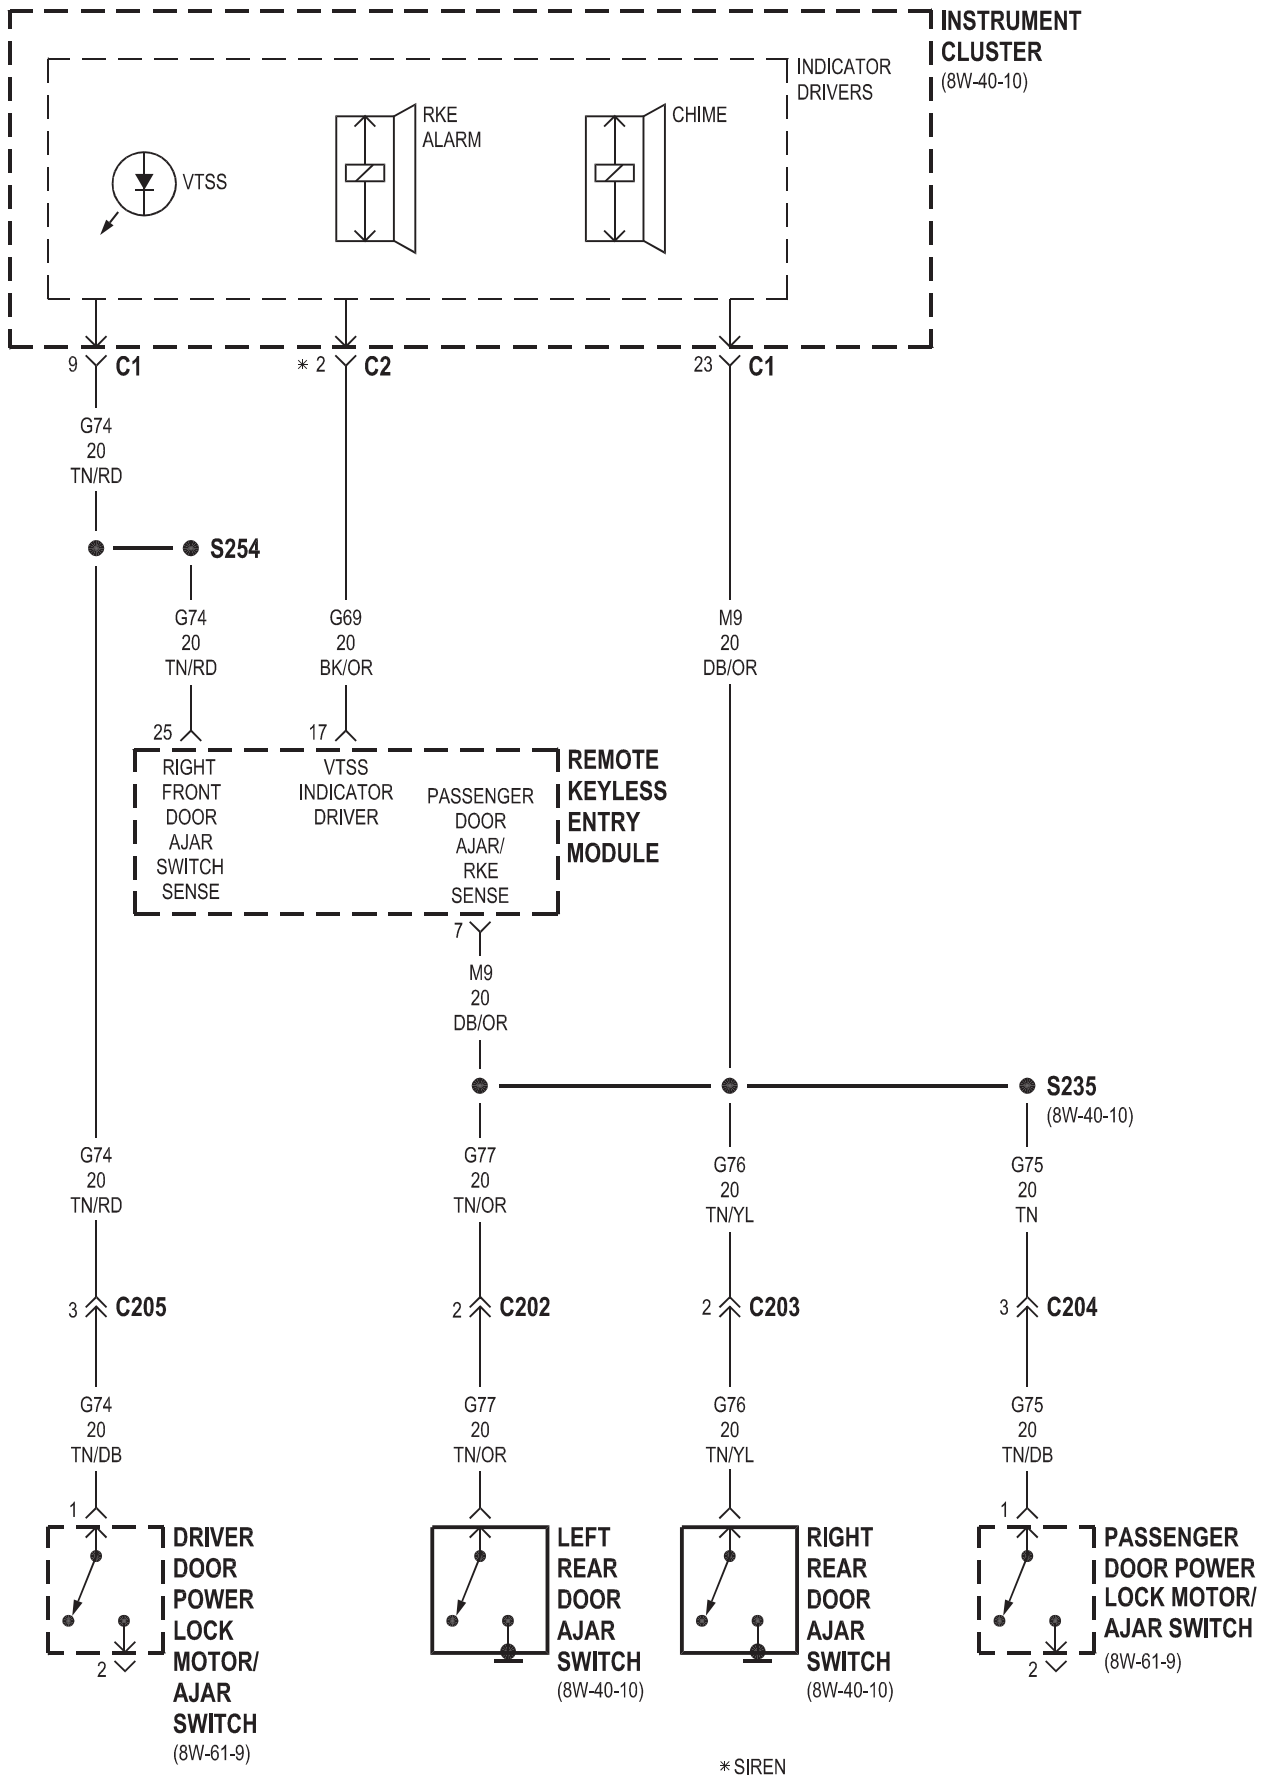 INSTRUMENT
CLUSTER
(8W-40-10)
INDICATOR
DRIVERS
VTSS
RKE
ALARM
CHIME
9 C1
* 2 C2
23 C1
G74
20
TN/RD
S254
G74
20
TN/RD
G69
20
BK/OR
M9
20
DB/OR
25
17
RIGHT
FRONT
DOOR
AJAR
SWITCH
SENSE
VTSS
INDICATOR
DRIVER
PASSENGER
DOOR
AJAR/
RKE
SENSE
REMOTE
KEYLESS
ENTRY
MODULE
7
M9
20
DB/OR
S235
(8W-40-10)
G74
20
TN/RD
G77
20
TN/OR
G76
20
TN/YL
G75
20
TN
3 C205
2 C202
2 C203
3 C204
G74
20
TN/DB
G77
20
TN/OR
G76
20
TN/YL
G75
20
TN/DB
1
2
DRIVER
DOOR
POWER
LOCK
MOTOR/
AJAR
SWITCH
(8W-61-9)
LEFT
REAR
DOOR
AJAR
SWITCH
(8W-40-10)
RIGHT
REAR
DOOR
AJAR
SWITCH
(8W-40-10)
1
2
PASSENGER
DOOR POWER
LOCK MOTOR/
AJAR SWITCH
(8W-61-9)
* SIREN